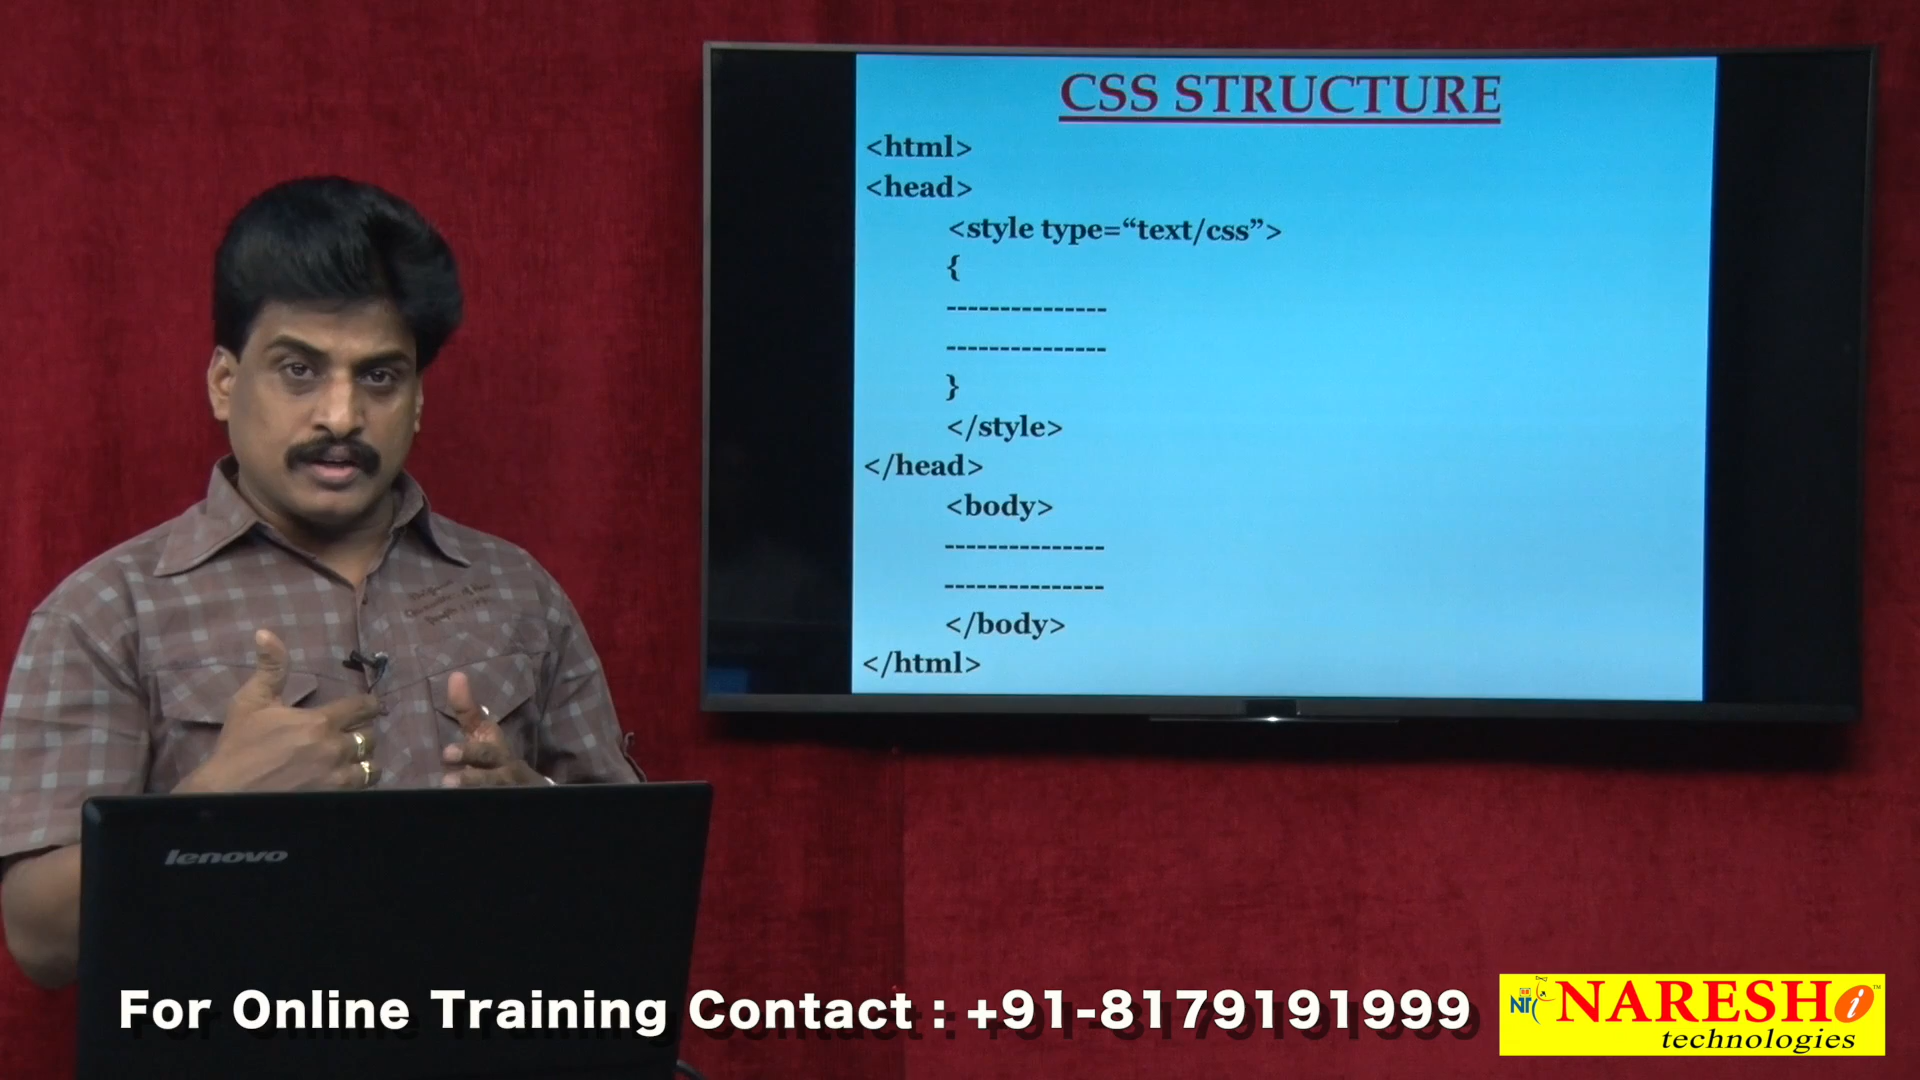 CSS STRUCTURE
<html>
<head>
<style type=“text/css”>
{
---------------
---------------
}
</style>
</head>
<body>
---------------
---------------
</body>
</html>
lenovo
For Online Training Contact : +91-8179191999
NARESH i ™
technologies